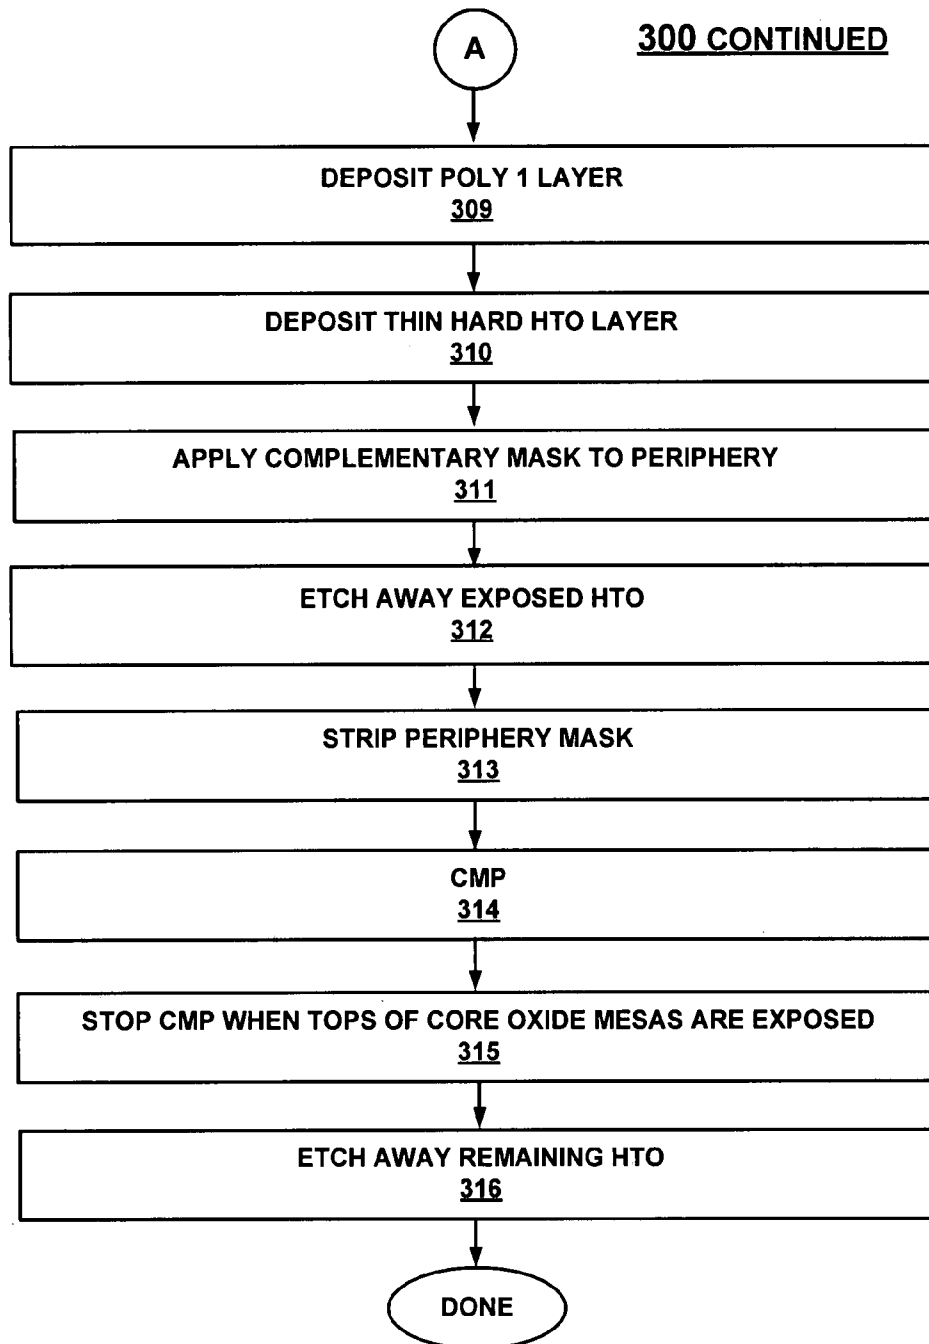 300 CONTINUED
A
DEPOSIT POLY 1 LAYER
309
DEPOSIT THIN HARD HTO LAYER
310
APPLY COMPLEMENTARY MASK TO PERIPHERY
311
ETCH AWAY EXPOSED HTO
312
STRIP PERIPHERY MASK
313
CMP
314
STOP CMP WHEN TOPS OF CORE OXIDE MESAS ARE EXPOSED
315
ETCH AWAY REMAINING HTO
316
DONE